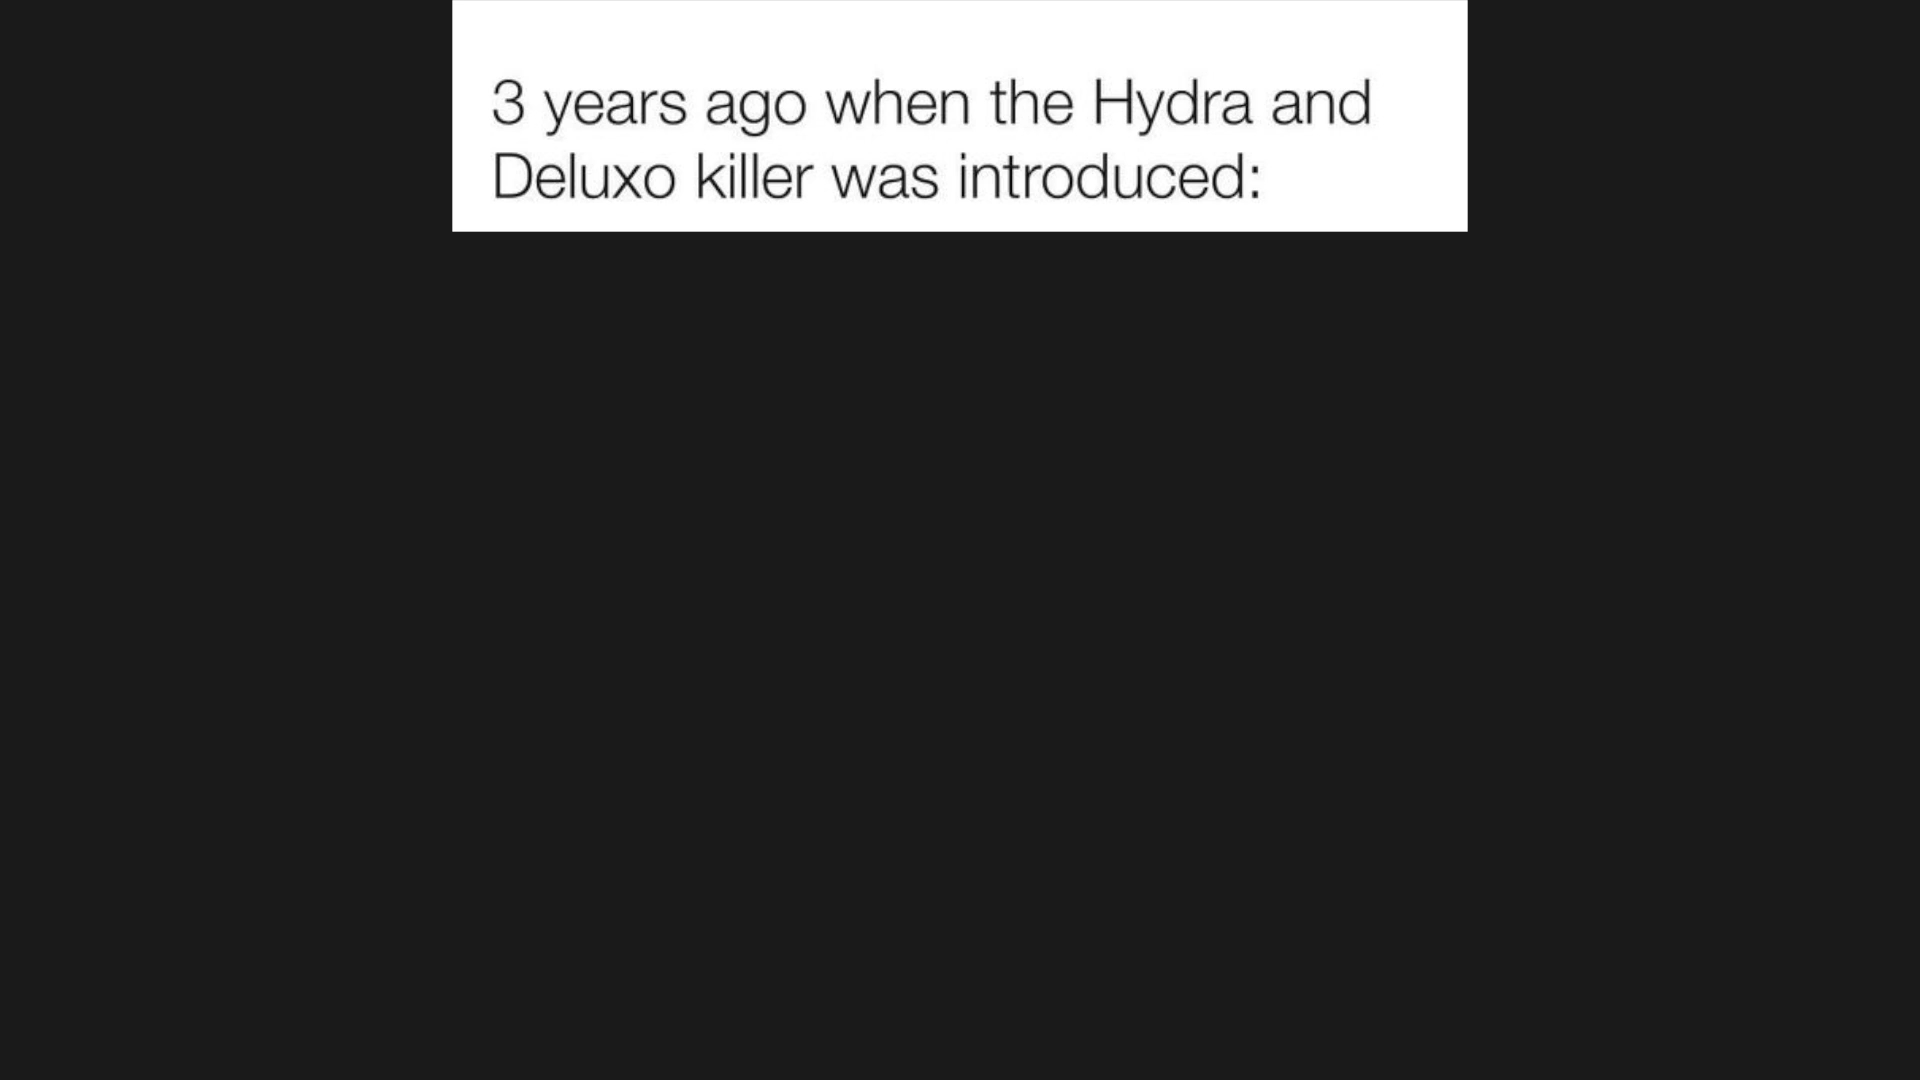 3 years ago when the Hydra and
Deluxo killer was introduced: